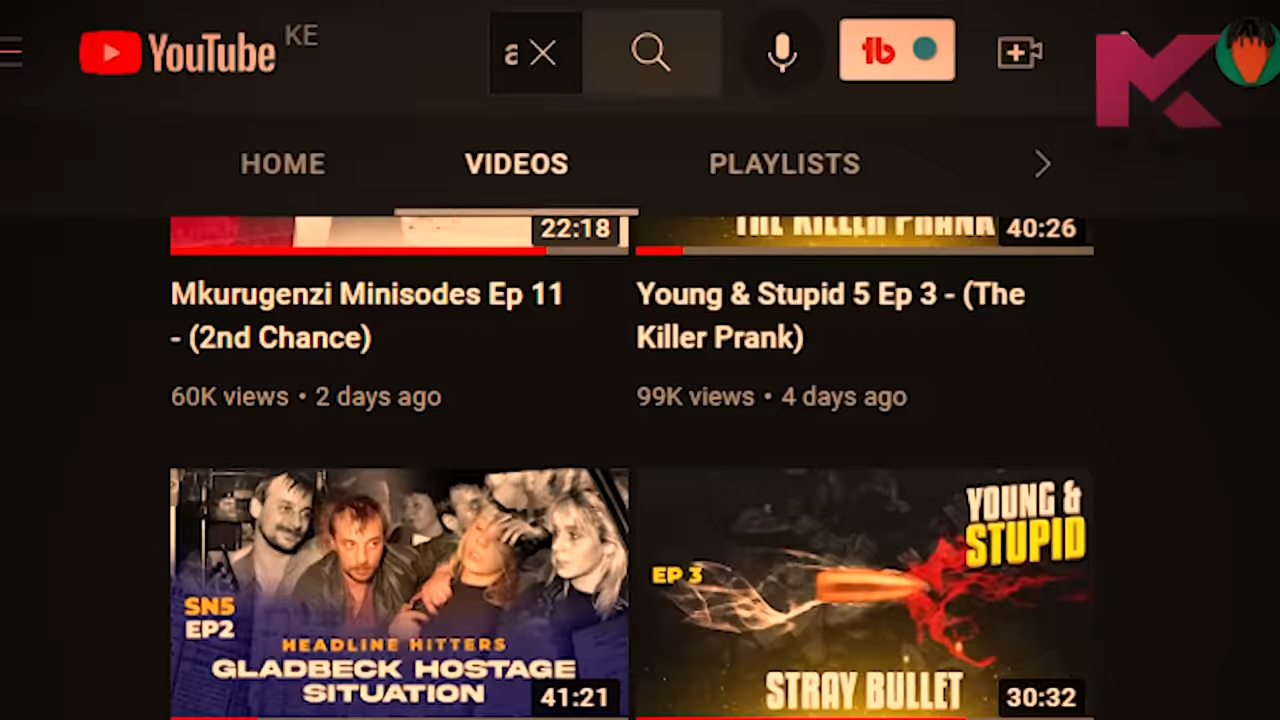 YouTube KE
a
1b
HOME VIDEOS PLAYLISTS
22:18
THE KILLER PRANK
40:26
Mkurugenzi Minisodes Ep 11
- (2nd Chance)
60K views • 2 days ago
Young & Stupid 5 Ep 3 - (The
Killer Prank)
99K views • 4 days ago
SN5
EP2
HEADLINE HITTERS
GLADBECK HOSTAGE
SITUATION
41:21
YOUNG &
STUPID
EP 3
STRAY BULLET
30:32